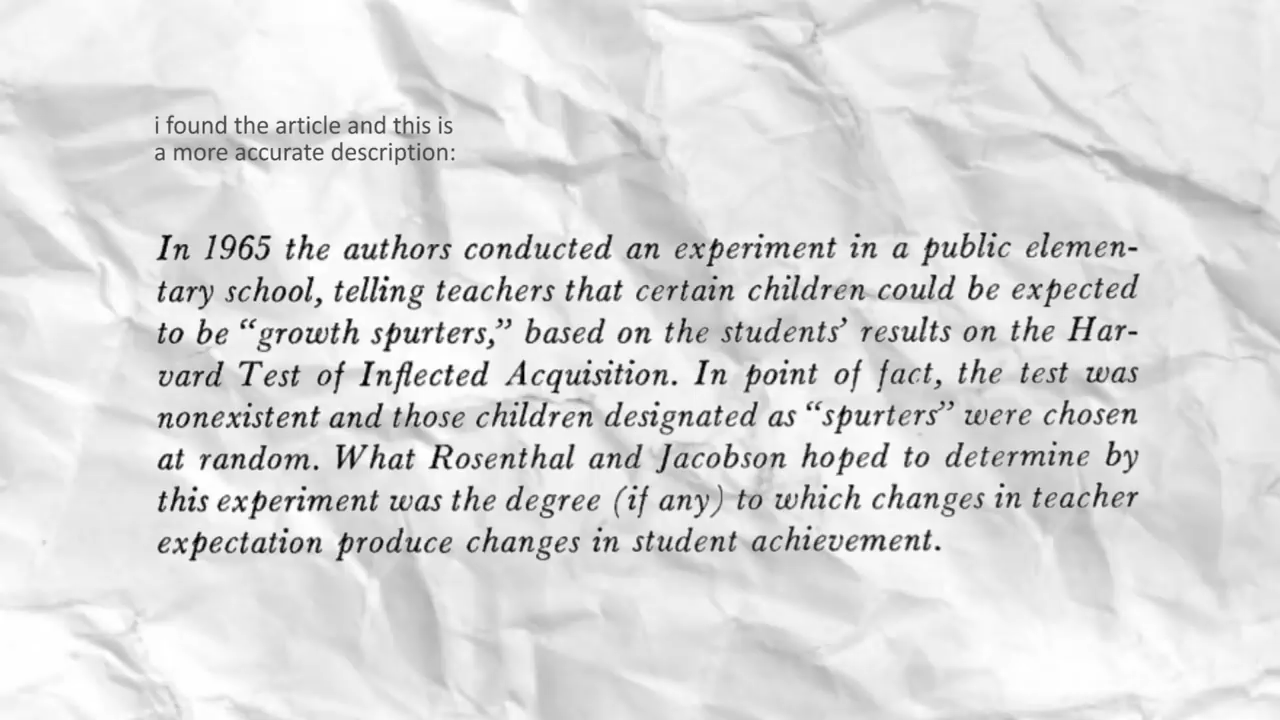 i found the article and this is
a more accurate description:
In 1965 the authors conducted an experiment in a public elemen-
tary school, telling teachers that certain children could be expected
to be “growth spurters,” based on the students’ results on the Har-
vard Test of Inflected Acquisition. In point of fact, the test was
nonexistent and those children designated as “spurters” were chosen
at random. What Rosenthal and Jacobson hoped to determine by
this experiment was the degree (if any) to which changes in teacher
expectation produce changes in student achievement.